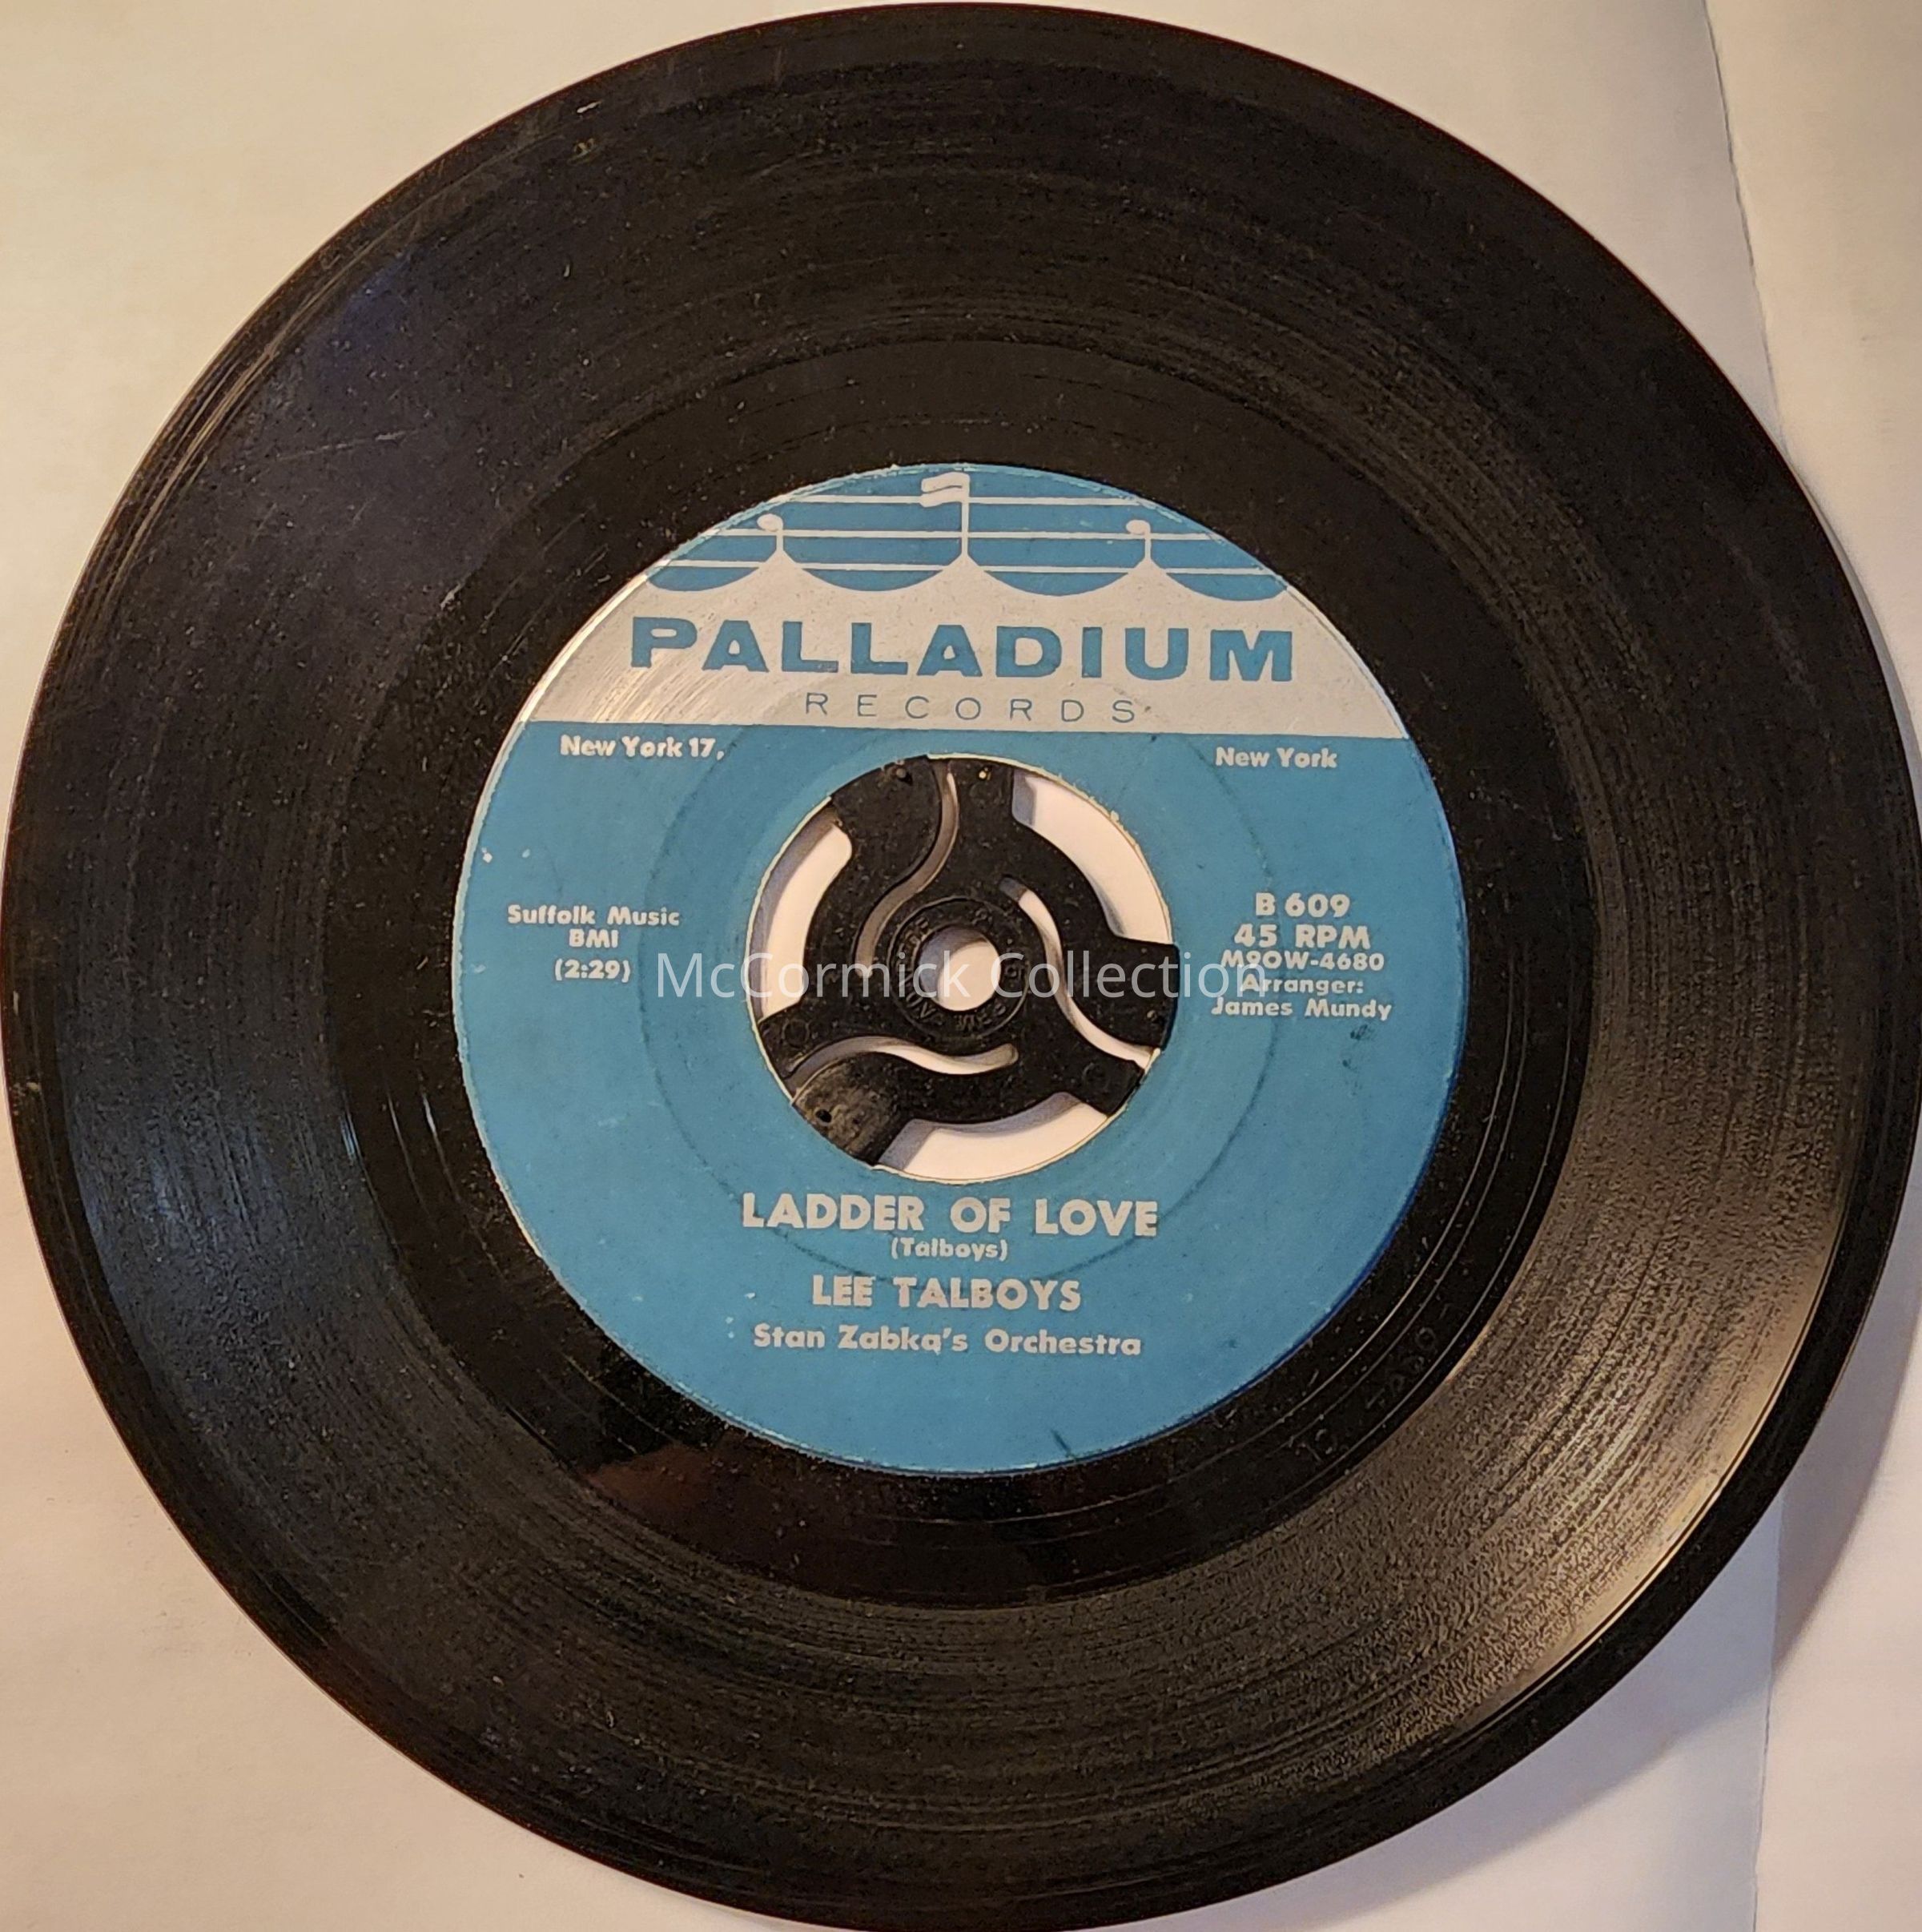 PALLADIUM
RECORDS
New York 17, New York
Suffolk Music
BMI
(2:29)
B 609
45 RPM
M9OW-4680
Arranger:
James Mundy
McCormick Collection
LADDER OF LOVE
(Talboys)
LEE TALBOYS
Stan Zabka's Orchestra